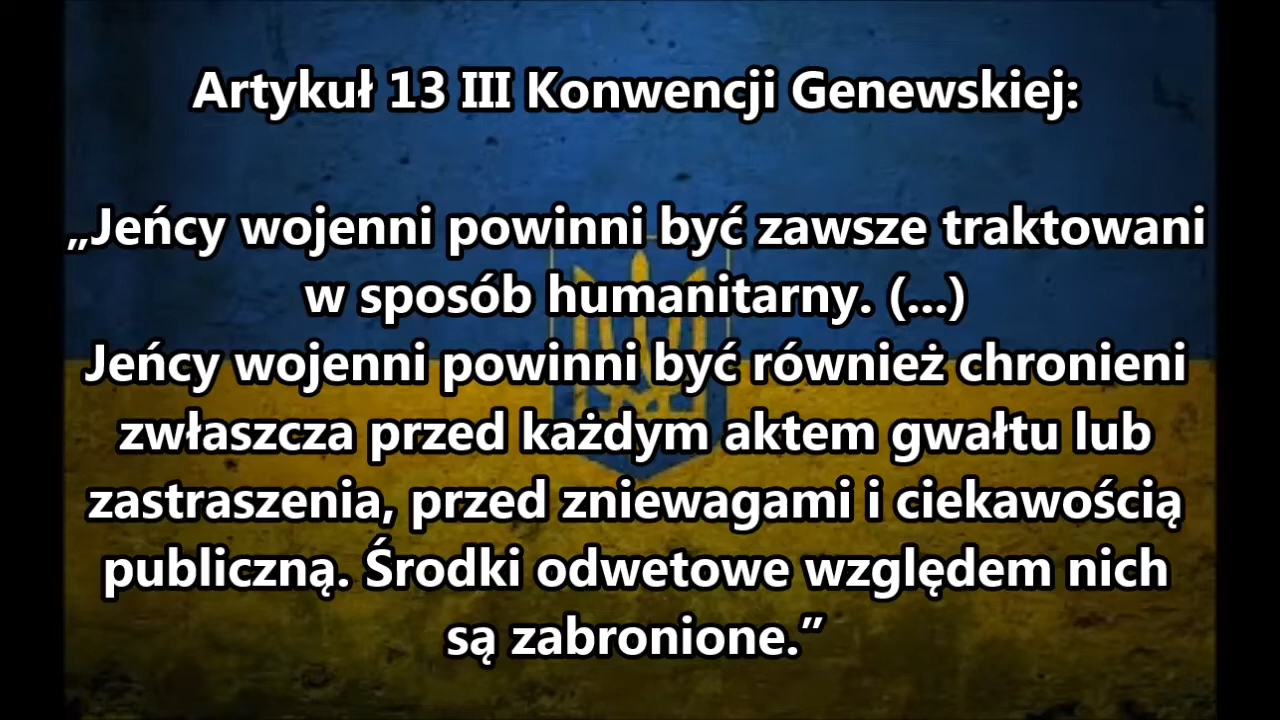 Artykuł 13 III Konwencji Genewskiej:
„Jeńcy wojenni powinni być zawsze traktowani
w sposób humanitarny. (...)
Jeńcy wojenni powinni być również chronieni
zwłaszcza przed każdym aktem gwałtu lub
zastraszenia, przed zniewagami i ciekawością
publiczną. Środki odwetowe względem nich
są zabronione.”